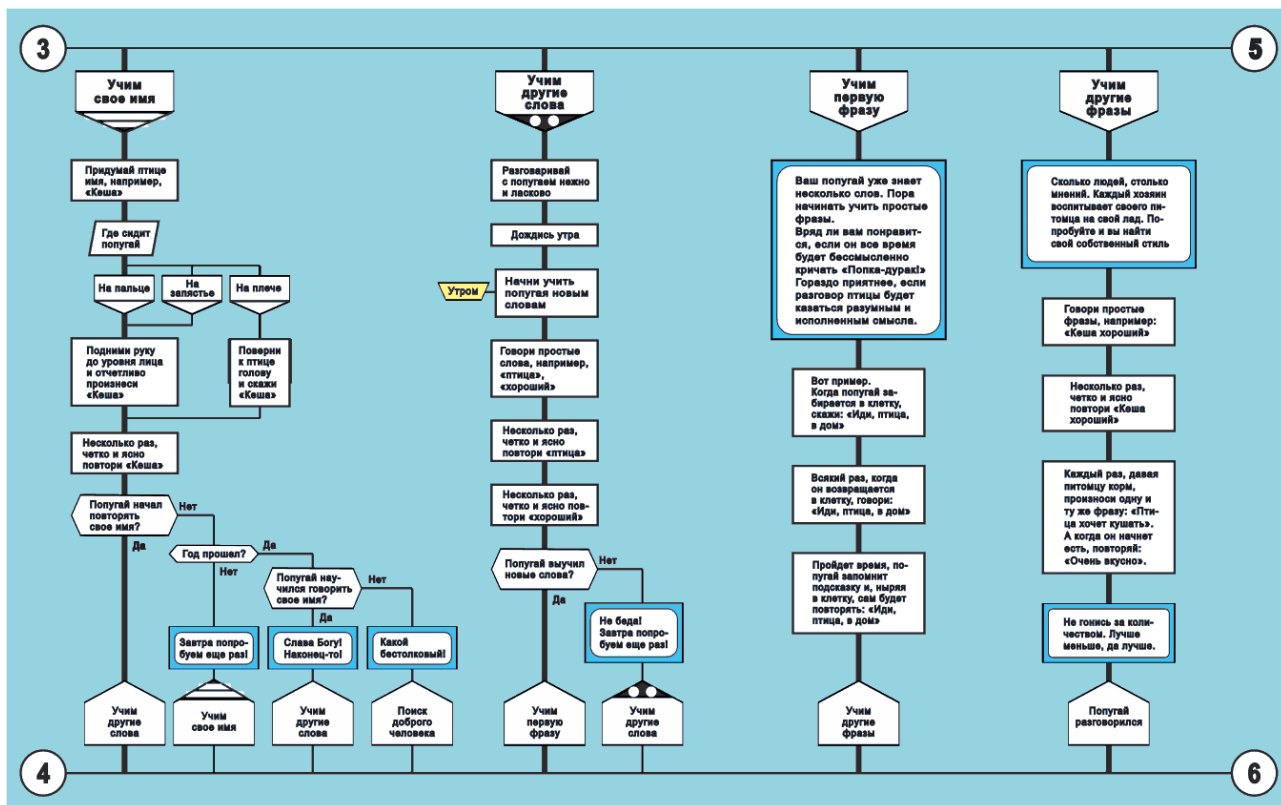 3
5
Учим
свое имя
Придумай птице
имя, например,
«Кеша»
Где сидит
попугай
На пальце
На
запястье
На плече
Подними руку
до уровня лица
и отчетливо
произнеси
«Кеша»
Поверни
к птице
голову
и скажи
«Кеша»
Несколько раз,
четко и ясно
повтори «Кеша»
Попугай начал
повторять
свое имя?
Нет
Да
Год прошел?
Да
Нет
Попугай нау-
чился говорить
свое имя?
Нет
Да
Завтра попро-
буем еще раз!
Слава Богу!
Наконец-то!
Какой
бестолковый!
Учим
другие
слова
Учим
свое имя
Учим
другие
слова
Поиск
доброго
человека
Учим
другие
слова
Разговаривай
с попугаем нежно
и ласково
Дождись утра
Утром
Начни учить
попугая новым
словам
Говори простые
слова, например,
«птица»,
«хороший»
Несколько раз,
четко и ясно
повтори «птица»
Несколько раз,
четко и ясно пов-
тори «хороший»
Попугай выучил
новые слова?
Нет
Да
Не беда!
Завтра попро-
буем еще раз!
Учим
первую
фразу
Учим
другие
слова
Учим
первую
фразу
Ваш попугай уже знает
несколько слов. Пора
начинать учить простые
фразы.
Вряд ли вам понравит-
ся, если он все время
будет бессмысленно
кричать «Попка-дурак!»
Гораздо приятнее, если
разговор птицы будет
казаться разумным и
исполненным смысла.
Вот пример.
Когда попугай за-
бирается в клетку,
скажи: «Иди, птица,
в дом»
Всякий раз, когда
он возвращается
в клетку, говори:
«Иди, птица, в дом»
Пройдет время, по-
пугай запомнит
подсказку и, ныряя
в клетку, сам будет
повторять: «Иди,
птица, в дом»
Учим
другие
фразы
Учим
другие
фразы
Сколько людей, столько
мнений. Каждый хозяин
воспитывает своего пи-
томца на свой лад. По-
пробуйте и вы найти
свой собственный стиль
Говори простые
фразы, например:
«Кеша хороший»
Несколько раз,
четко и ясно
повтори «Кеша
хороший»
Каждый раз, давая
питомцу корм,
произноси одну и
ту же фразу: «Пти-
ца хочет кушать».
А когда он начнет
есть, повторяй:
«Очень вкусно».
Не гонись за коли-
чеством. Лучше
меньше, да лучше.
Попугай
разговорился
4
6